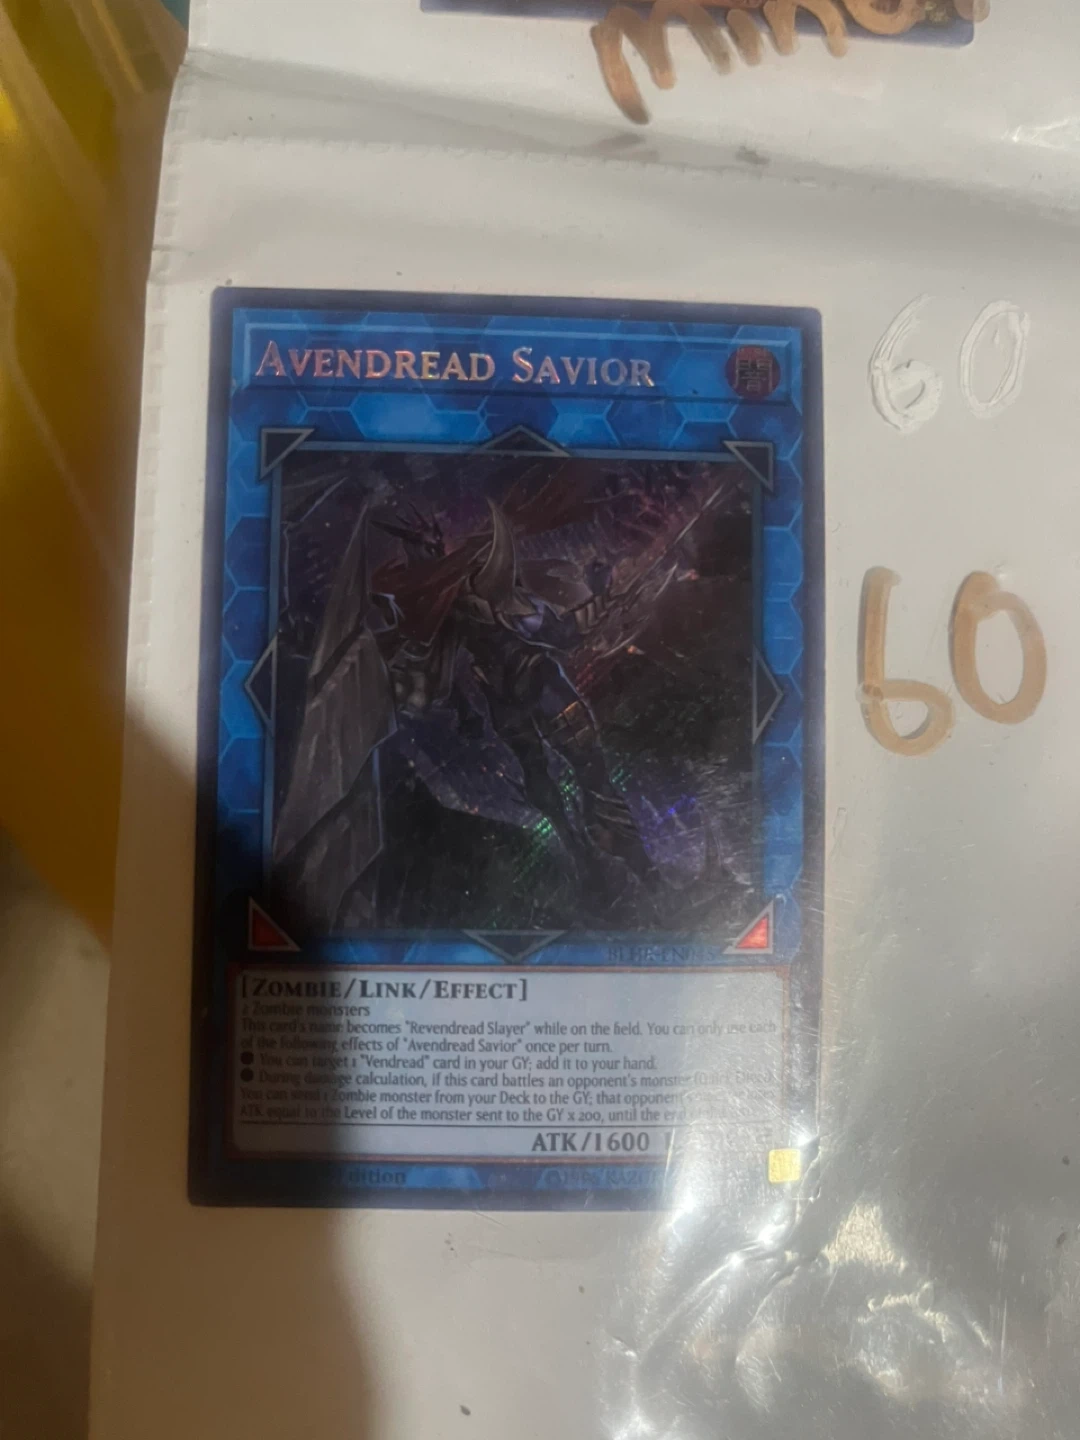 60
AVENDREAD SAVIOR
闇
60
[ZOMBIE/LINK/EFFECT]
2 Zombie monsters
This card's name becomes "Revendread Slayer" while on the field. You can only use each
of the following effects of "Avendread Savior" once per turn.
● You can target 1 "Vendread" card in your GY; add it to your hand.
● During damage calculation, if this card battles an opponent's monster
You can send 1 Zombie monster from your Deck to the GY; that opponent's
ATK equal to the Level of the monster sent to the GY x 200, until the end
ATK/1600